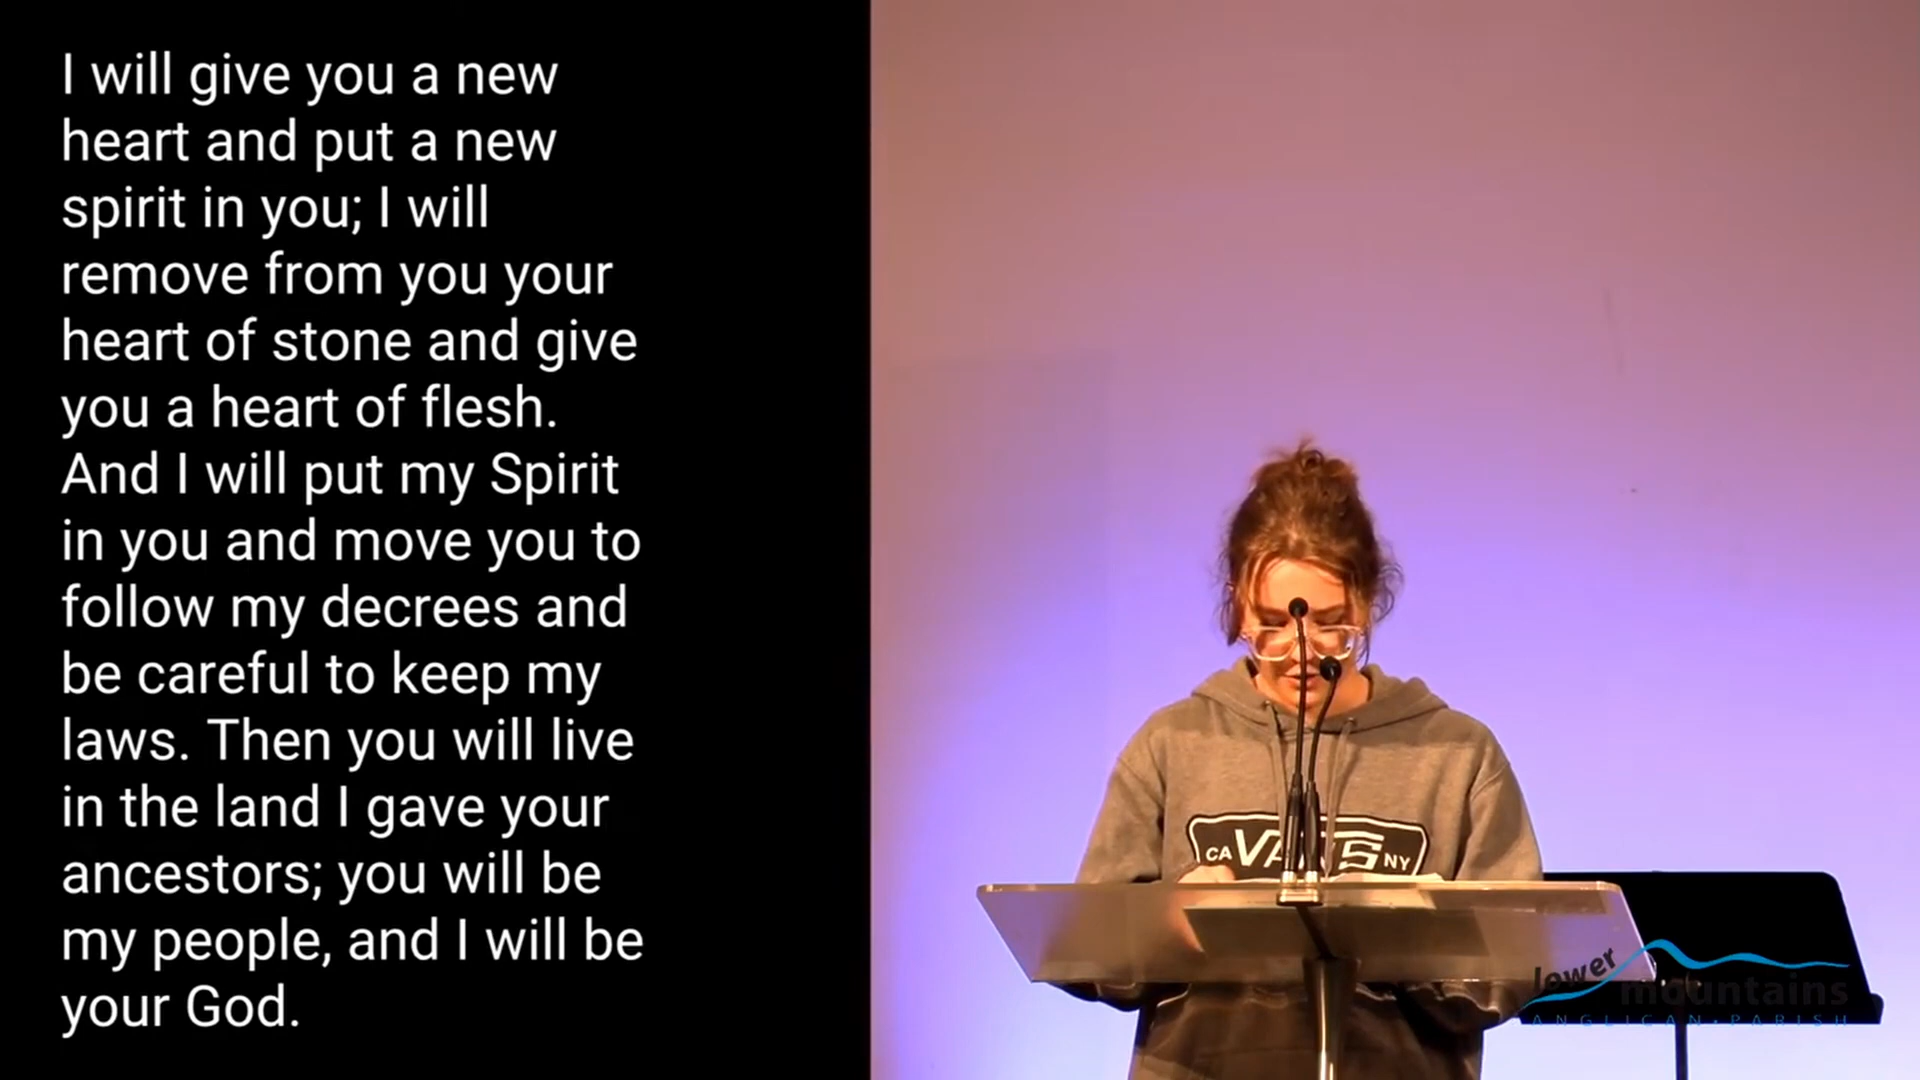 I will give you a new
heart and put a new
spirit in you; I will
remove from you your
heart of stone and give
you a heart of flesh.
And I will put my Spirit
in you and move you to
follow my decrees and
be careful to keep my
laws. Then you will live
in the land I gave your
ancestors; you will be
my people, and I will be
your God.
CA VANS NY
lower
mountains
ANGLICAN · PARISH